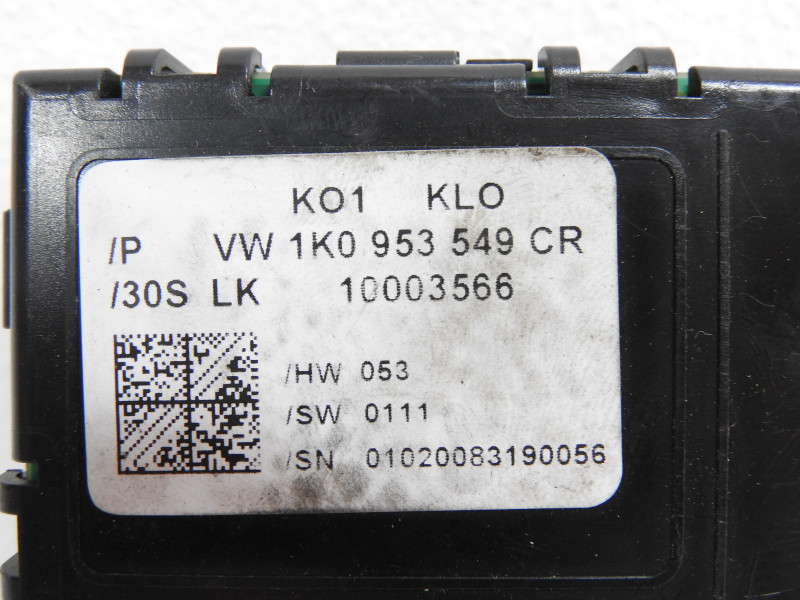 KO1 KLO
/P VW 1K0 953 549 CR
/30S LK 10003566
/HW 053
/SW 0111
/SN 01020083190056